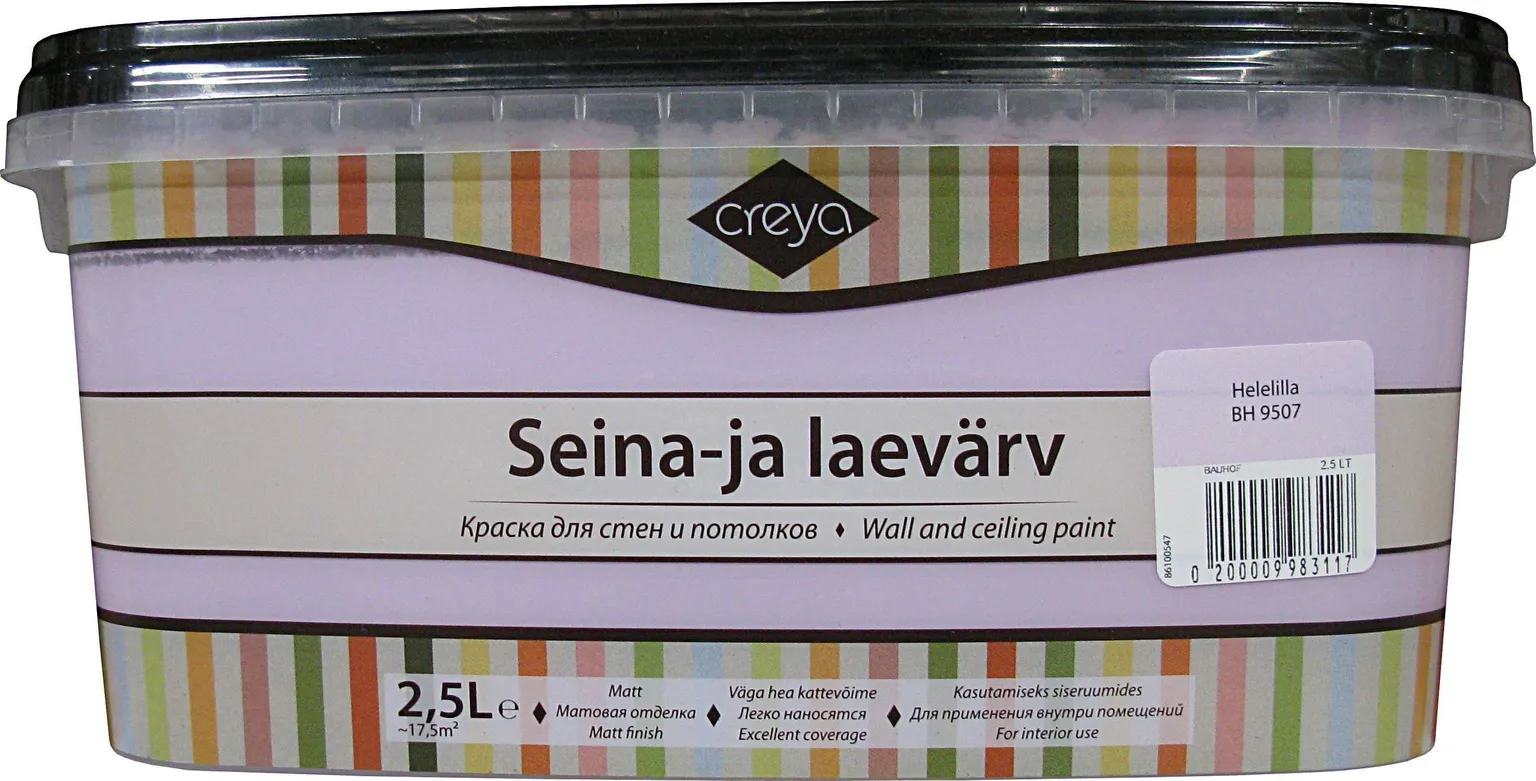 creya
Helelilla
BH 9507
BAUHOF 2.5 LT
86100547
0 200009 983117
Seina-ja laevärv
Краска для стен и потолков ♦ Wall and ceiling paint
2,5L e
~17,5m²
Matt
Матовая отделка
Matt finish
Väga hea kattevõime
Легко наносятся
Excellent coverage
Kasutamiseks siseruumides
Для применения внутри помещений
For interior use